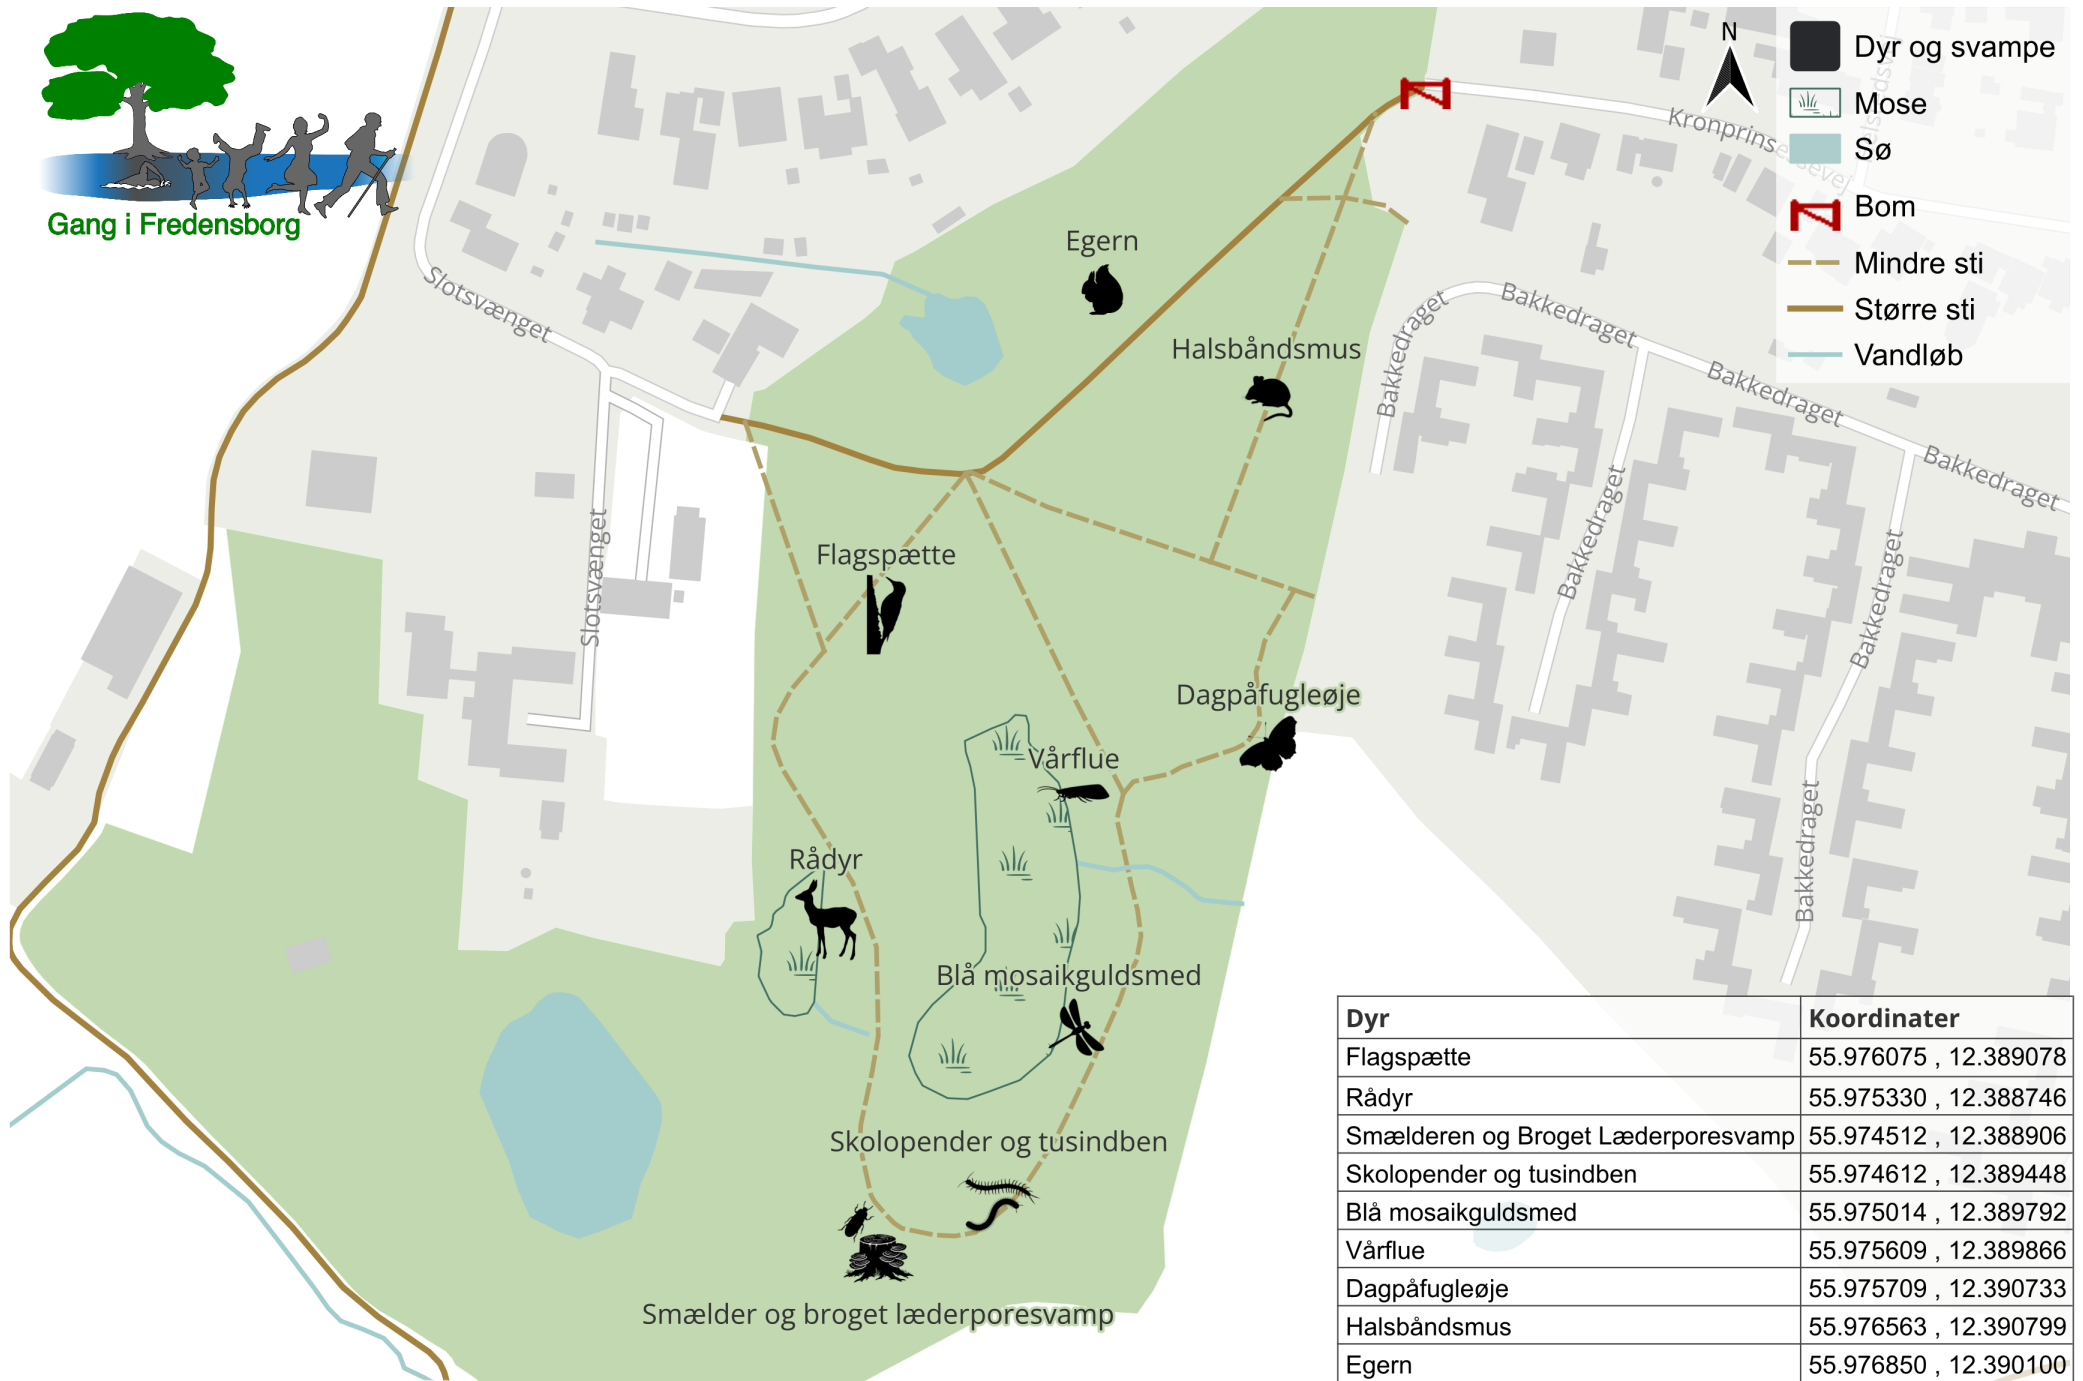 Gang i Fredensborg
N
Dyr og svampe
Mose
Sø
Bom
Mindre sti
Større sti
Vandløb
Kronprinsessevej
Egern
Slotsvænget
Bakkedraget
Bakkedraget
Halsbåndsmus
Bakkedraget
Bakkedraget
Slotsvænget
Bakkedraget
Bakkedraget
Flagspætte
Dagpåfugleøje
Vårflue
Bakkedraget
Rådyr
Blå mosaikguldsmed
Skolopender og tusindben
Smælder og broget læderporesvamp
Dyr Koordinater
Flagspætte 55.976075 , 12.389078
Rådyr 55.975330 , 12.388746
Smælderen og Broget Læderporesvamp 55.974512 , 12.388906
Skolopender og tusindben 55.974612 , 12.389448
Blå mosaikguldsmed 55.975014 , 12.389792
Vårflue 55.975609 , 12.389866
Dagpåfugleøje 55.975709 , 12.390733
Halsbåndsmus 55.976563 , 12.390799
Egern 55.976850 , 12.390100